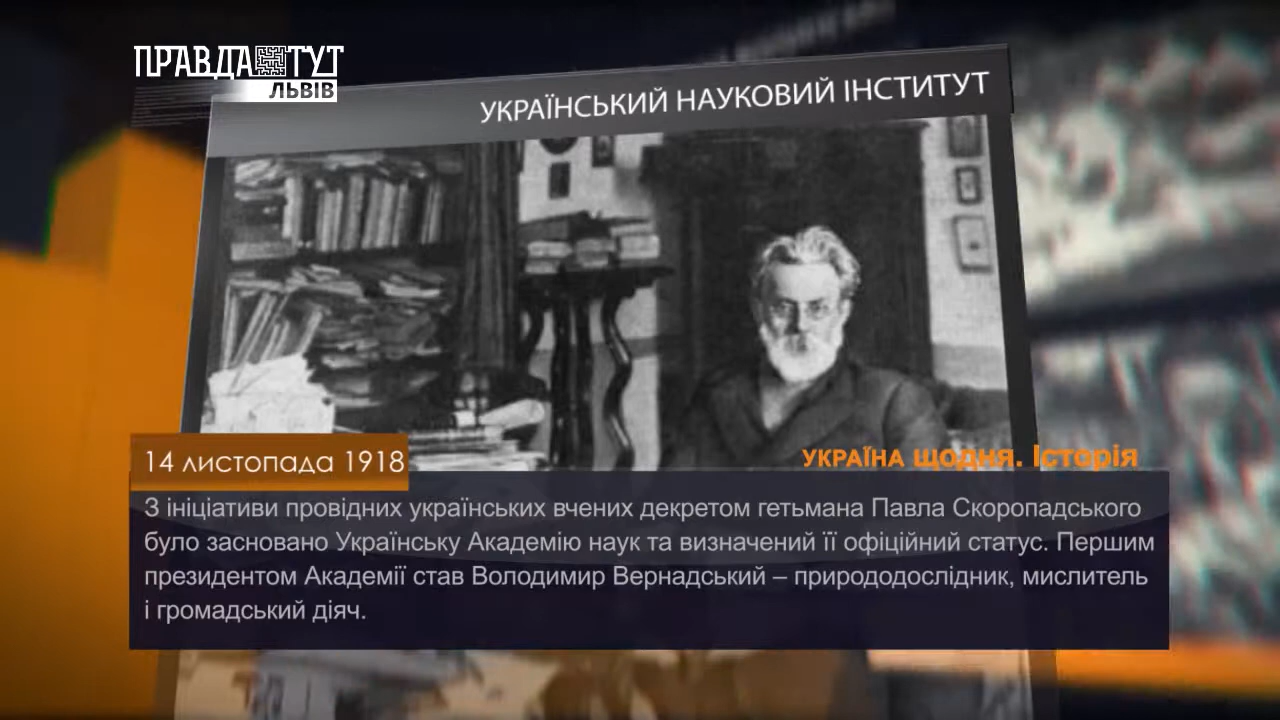 ПРАВДА ТУТ
ЛЬВІВ
УКРАЇНСЬКИЙ НАУКОВИЙ ІНСТИТУТ
14 листопада 1918
УКРАЇНА щодня. Історія
З ініціативи провідних українських вчених декретом гетьмана Павла Скоропадського
було засновано Українську Академію наук та визначений її офіційний статус. Першим
президентом Академії став Володимир Вернадський – природодослідник, мислитель
і громадський діяч.